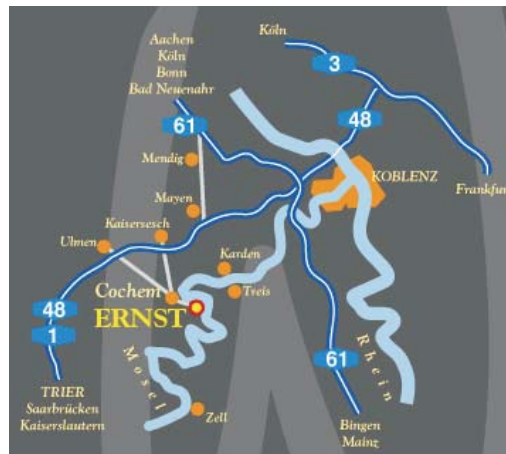 Aachen
Köln
Bonn
Bad Neuenahr
Köln
3
61
48
Mendig
KOBLENZ
Frankfur
Mayen
Kaisersesch
Ulmen
Karden
Treis
Cochem
ERNST
48
1
Mosel
Rhein
61
TRIER
Saarbrücken
Kaiserslautern
Zell
Bingen
Mainz